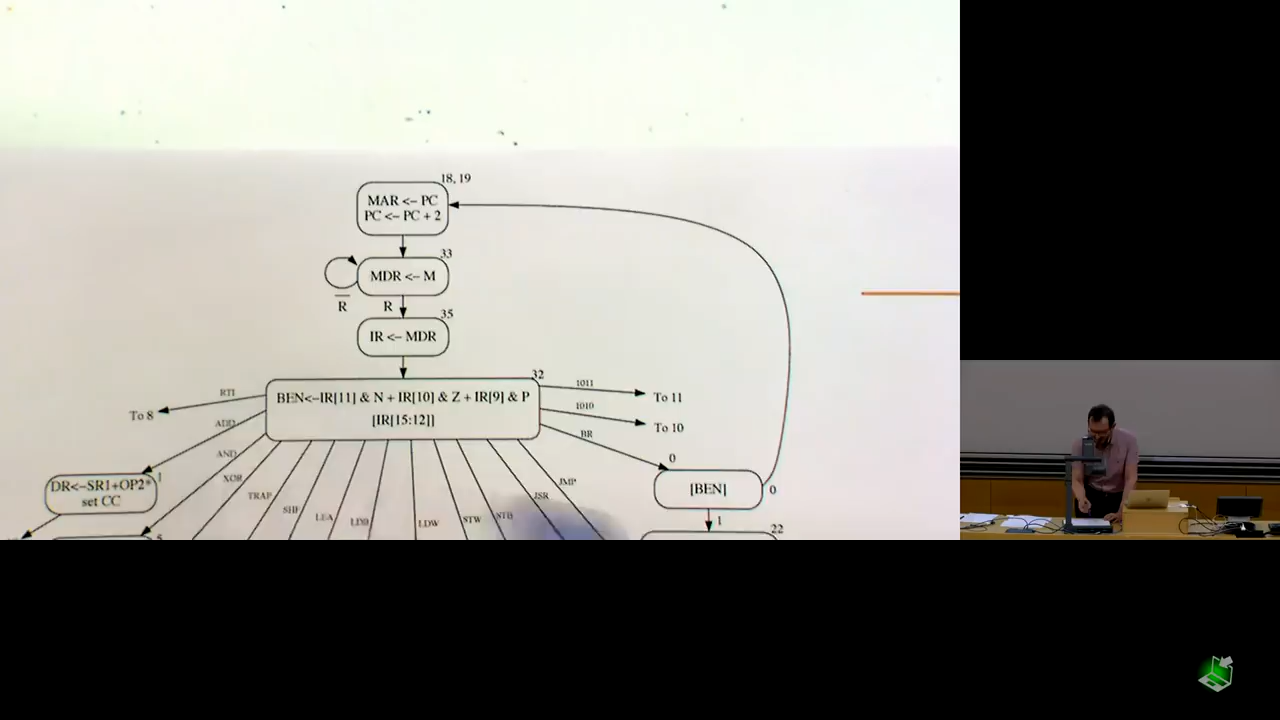 18, 19
MAR <- PC
PC <- PC + 2
33
MDR <- M
R
R
35
IR <- MDR
32
BEN<-IR[11] & N + IR[10] & Z + IR[9] & P
[IR[15:12]]
RTI
To 8
1011
To 11
1010
To 10
ADD
BR
AND
XOR
TRAP
SHF
LEA
LDB
LDW
STW
STB
JSR
JMP
1
DR<-SR1+OP2*
set CC
0
[BEN]
0
1
5
22